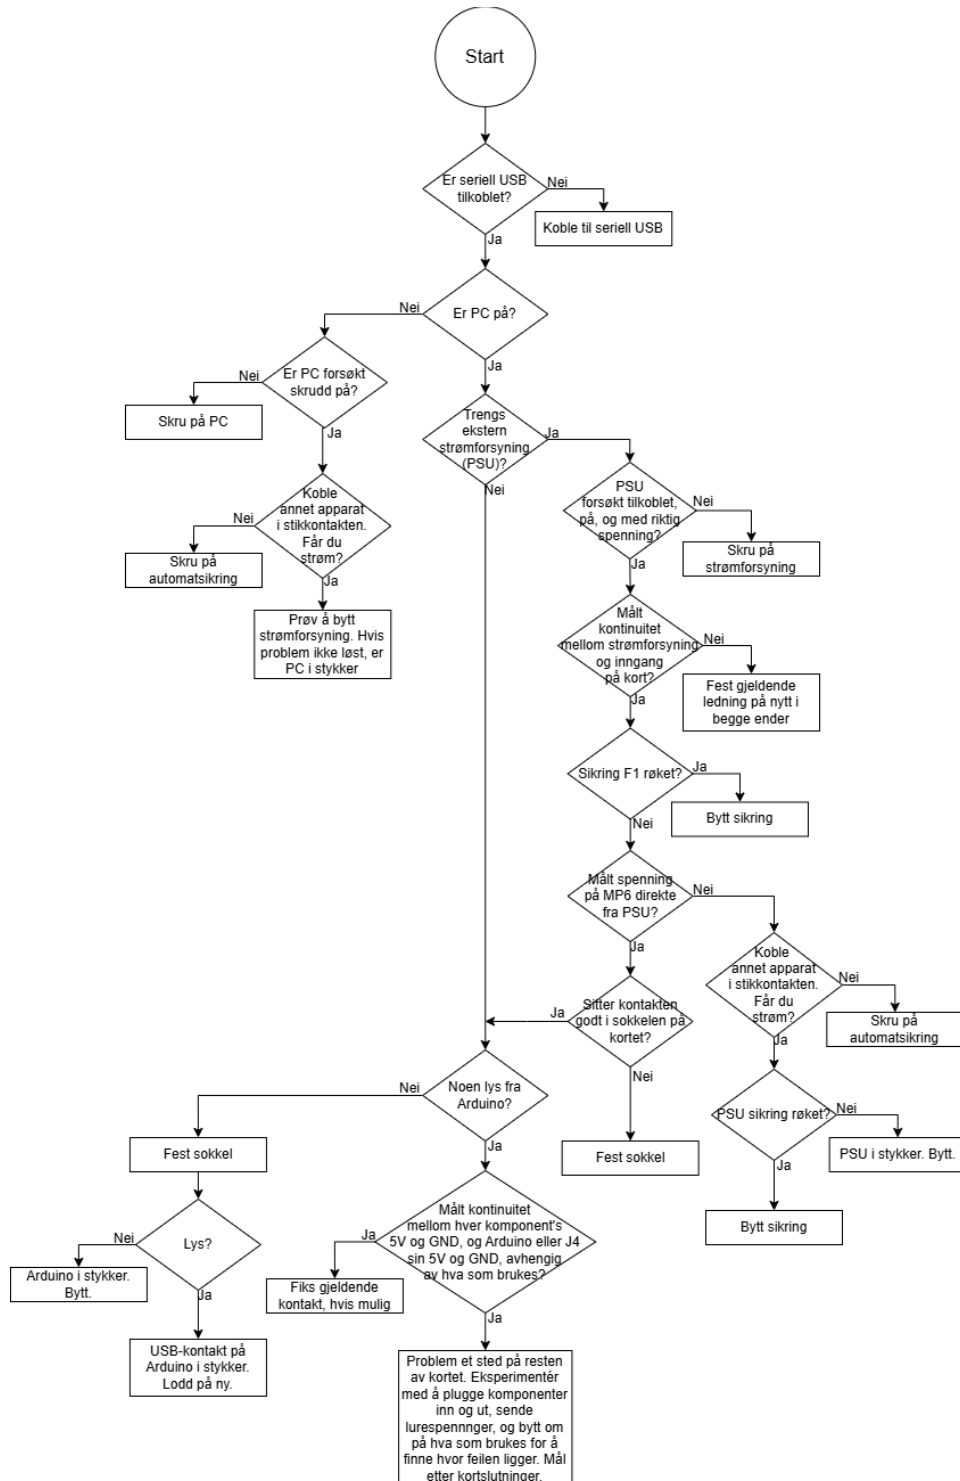 Start
Er seriell USB
tilkoblet?
Nei
Koble til seriell USB
Ja
Er PC på?
Nei
Er PC forsøkt
skrudd på?
Nei
Skru på PC
Ja
Koble
annet apparat
i stikkontakten.
Får du
strøm?
Nei
Skru på
automatsikring
Ja
Prøv å bytt
strømforsyning. Hvis
problem ikke løst, er
PC i stykker
Ja
Trengs
ekstern
strømforsyning
(PSU)?
Ja
Nei
PSU
forsøkt tilkoblet,
på, og med riktig
spenning?
Nei
Skru på
strømforsyning
Ja
Målt
kontinuitet
mellom strømforsyning
og inngang
på kort?
Nei
Fest gjeldende
ledning på nytt i
begge ender
Ja
Sikring F1 røket?
Ja
Bytt sikring
Nei
Målt spenning
på MP6 direkte
fra PSU?
Nei
Koble
annet apparat
i stikkontakten.
Får du
strøm?
Nei
Skru på
automatsikring
Ja
PSU sikring røket?
Nei
PSU i stykker. Bytt.
Ja
Bytt sikring
Ja
Sitter kontakten
godt i sokkelen på
kortet?
Ja
Nei
Fest sokkel
Noen lys fra
Arduino?
Nei
Fest sokkel
Lys?
Nei
Arduino i stykker.
Bytt.
Ja
USB-kontakt på
Arduino i stykker.
Lodd på ny.
Ja
Målt kontinuitet
mellom hver komponent's
5V og GND, og Arduino eller J4
sin 5V og GND, avhengig
av hva som brukes?
Ja
Fiks gjeldende
kontakt, hvis mulig
Ja
Problem et sted på resten
av kortet. Eksperimentér
med å plugge komponenter
inn og ut, sende
lurespennnger, og bytt om
på hva som brukes for å
finne hvor feilen ligger. Mål
etter kortslutninger.